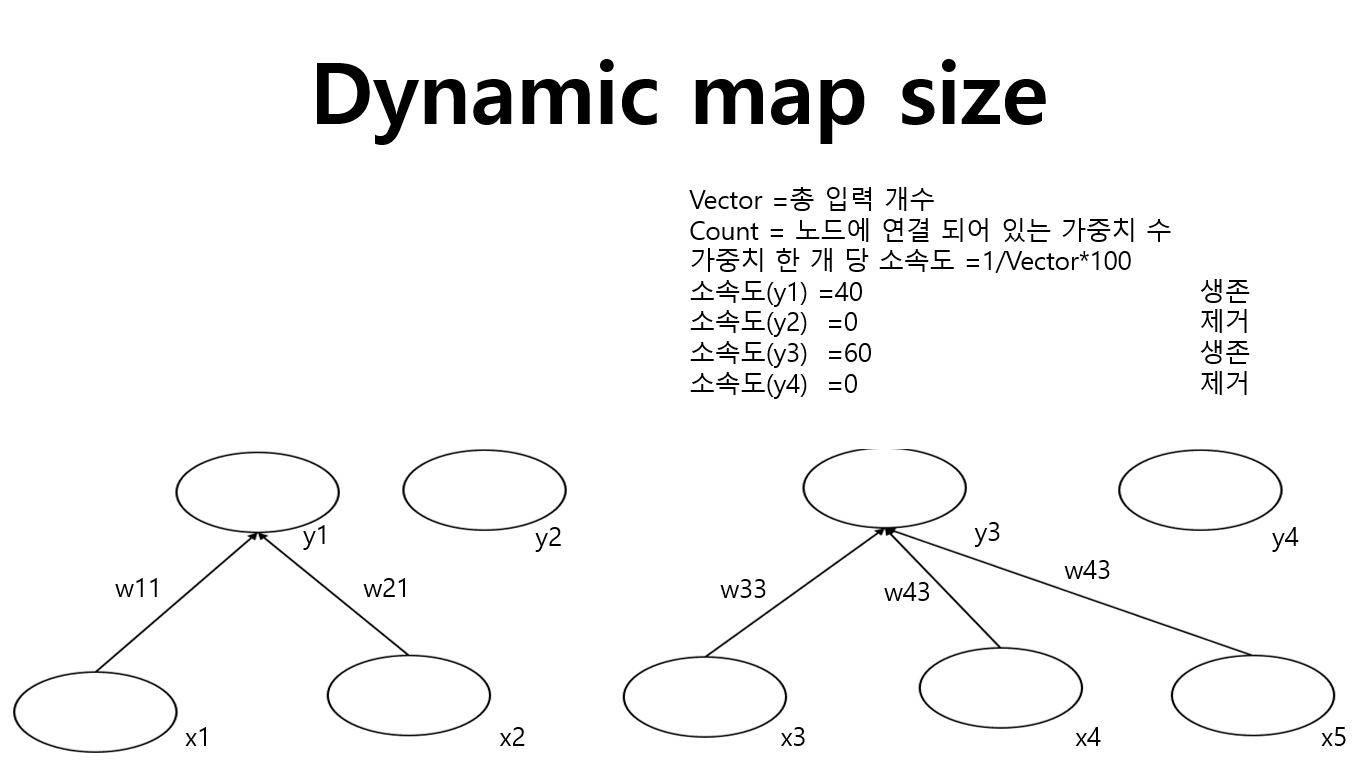 Dynamic map size
Vector =총 입력 개수
Count = 노드에 연결 되어 있는 가중치 수
가중치 한 개 당 소속도 =1/Vector*100
소속도(y1) =40 생존
소속도(y2) =0 제거
소속도(y3) =60 생존
소속도(y4) =0 제거
y1
y2
y3
y4
w11
w21
w33
w43
w43
x1
x2
x3
x4
x5